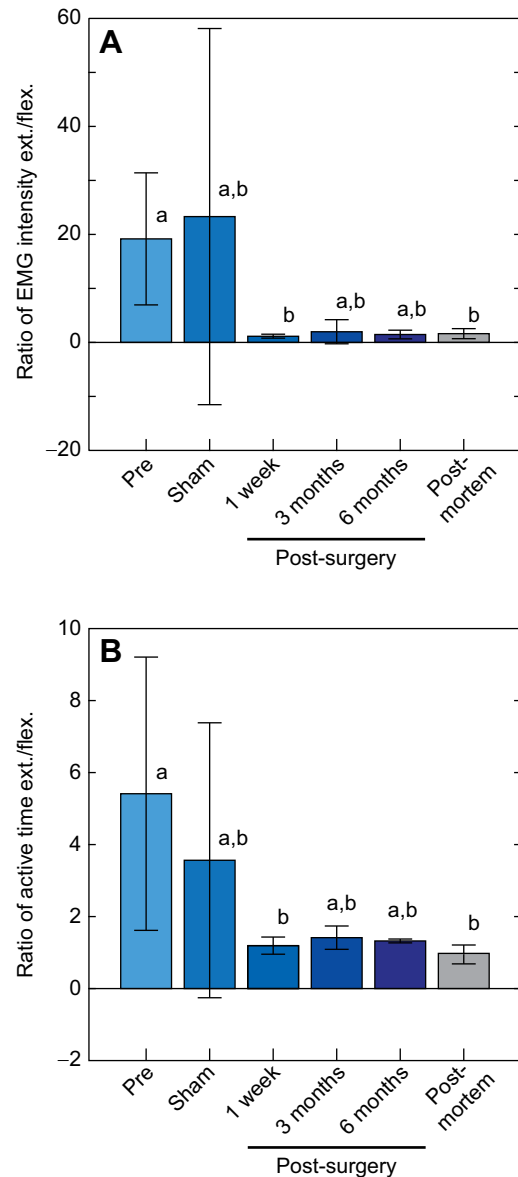 A
Ratio of EMG intensity ext./flex.
60
40
20
0
–20
a
a,b
b
a,b
a,b
b
Pre
Sham
1 week
3 months
6 months
Post-
mortem
Post-surgery
B
Ratio of active time ext./flex.
10
8
6
4
2
0
–2
a
a,b
b
a,b
a,b
b
Pre
Sham
1 week
3 months
6 months
Post-
mortem
Post-surgery